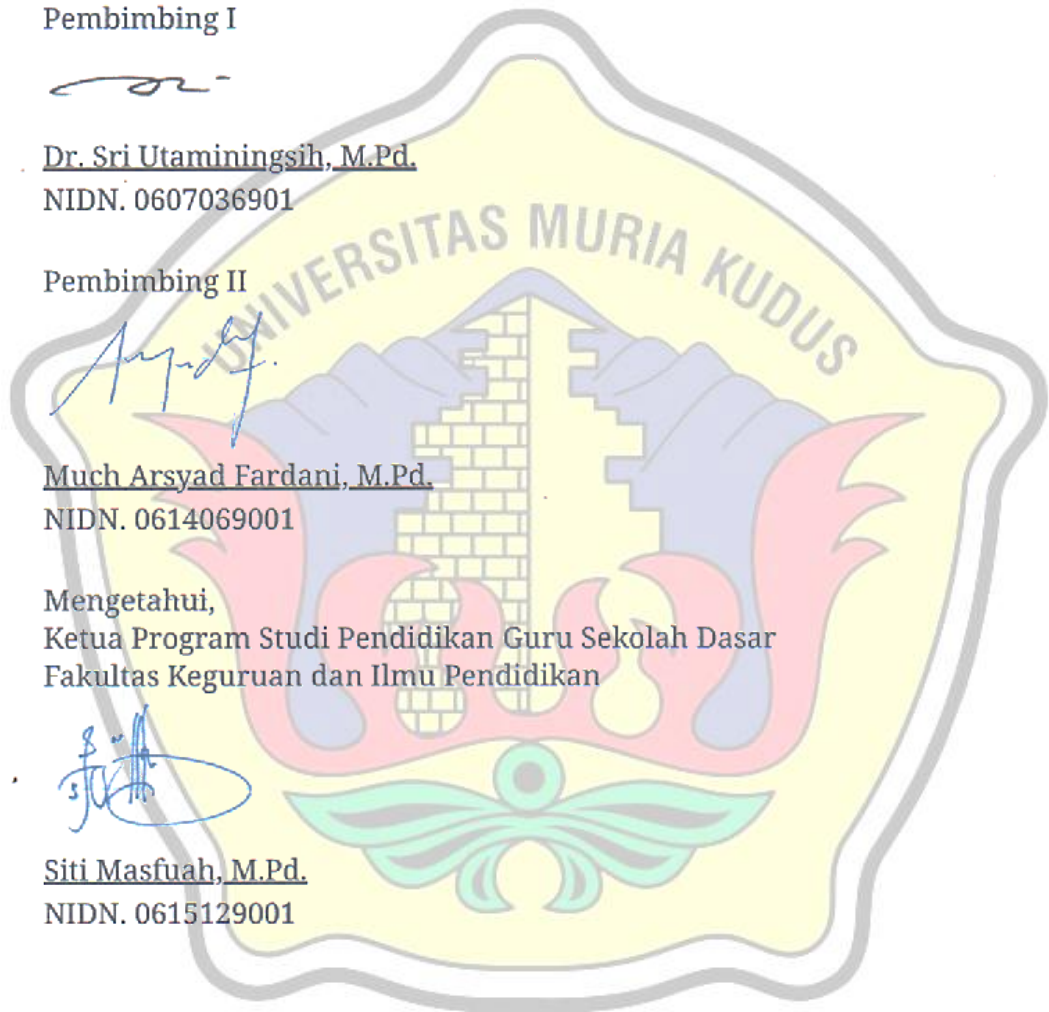 Pembimbing I
Dr. Sri Utaminingsih, M.Pd.
NIDN. 0607036901
UNIVERSITAS MURIA KUDUS
Pembimbing II
Much Arsyad Fardani, M.Pd.
NIDN. 0614069001
Mengetahui,
Ketua Program Studi Pendidikan Guru Sekolah Dasar
Fakultas Keguruan dan Ilmu Pendidikan
Siti Masfuah, M.Pd.
NIDN. 0615129001